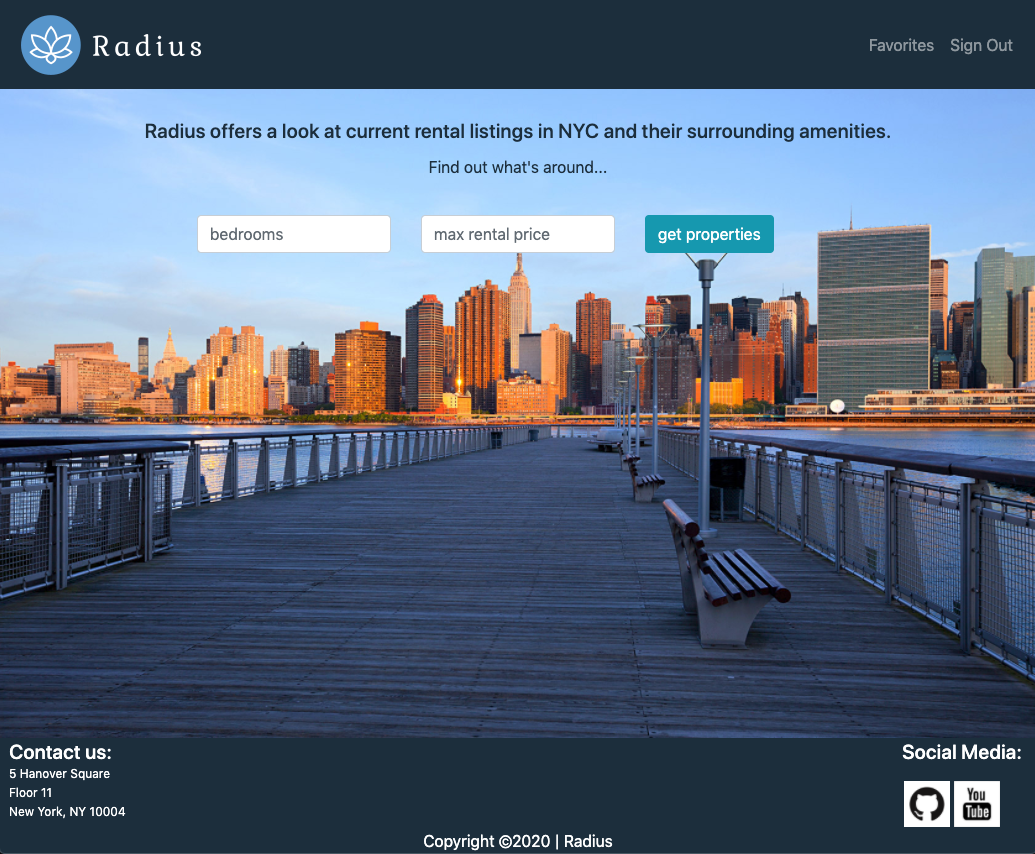 Radius
Favorites Sign Out
Radius offers a look at current rental listings in NYC and their surrounding amenities.
Find out what's around...
bedrooms
max rental price
get properties
Contact us:
5 Hanover Square
Floor 11
New York, NY 10004
Social Media:
You
Tube
Copyright ©2020 | Radius